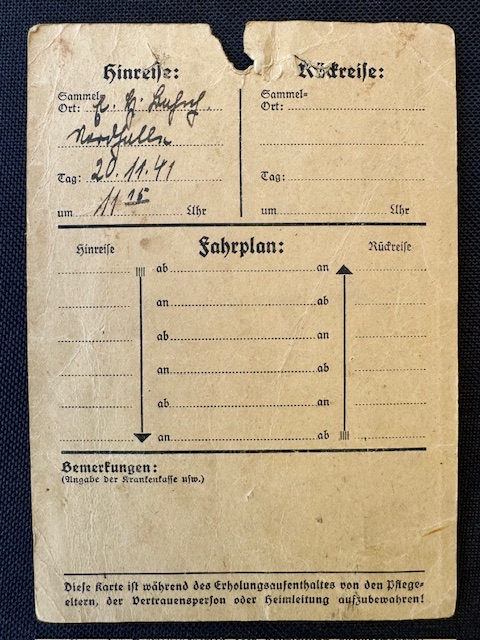 Hinreise:
Sammel-
Ort:
Nordhalle
Tag: 20.11.41
um 11 15 Uhr
Rückreise:
Sammel-
Ort:
Tag:
um Uhr
Hinreise Fahrplan: Rückreise
ab an
an ab
ab an
an ab
ab an
an ab
Bemerkungen:
(Angabe der Krankenkasse usw.)
Diese Karte ist während des Erholungsaufenthaltes von den Pflege-
eltern, der Vertrauensperson oder Heimleitung aufzubewahren!